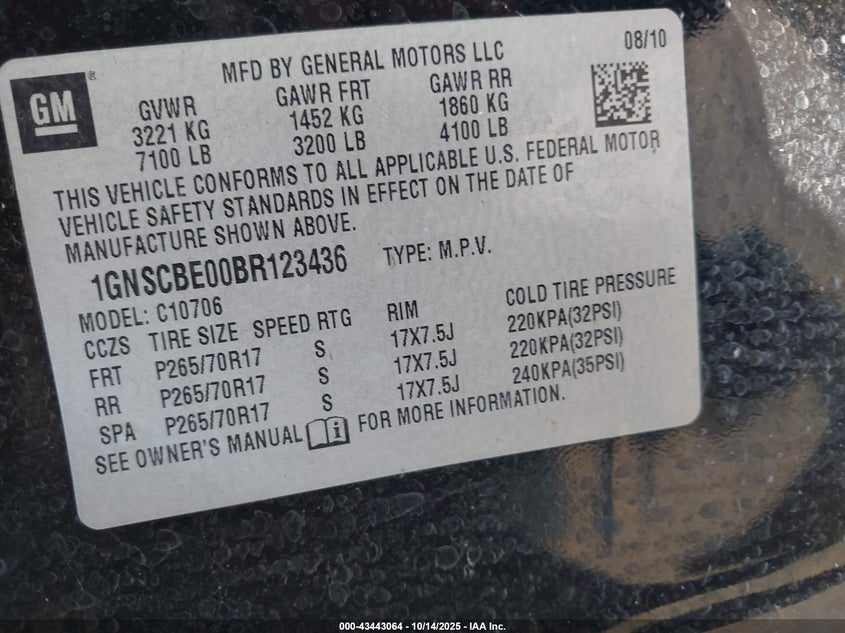 GM®
MFD BY GENERAL MOTORS LLC
08/10
GVWR GAWR FRT GAWR RR
3221 KG 1452 KG 1860 KG
7100 LB 3200 LB 4100 LB
THIS VEHICLE CONFORMS TO ALL APPLICABLE U.S. FEDERAL MOTOR
VEHICLE SAFETY STANDARDS IN EFFECT ON THE DATE OF
MANUFACTURE SHOWN ABOVE.
1GNSCBE00BR123436 TYPE: M.P.V.
MODEL: C10706
CCZS TIRE SIZE SPEED RTG RIM COLD TIRE PRESSURE
FRT P265/70R17 S 17X7.5J 220KPA(32PSI)
RR P265/70R17 S 17X7.5J 220KPA(32PSI)
SPA P265/70R17 S 17X7.5J 240KPA(35PSI)
SEE OWNER'S MANUAL i FOR MORE INFORMATION.
000-43443064 - 10/14/2025 - IAA Inc.